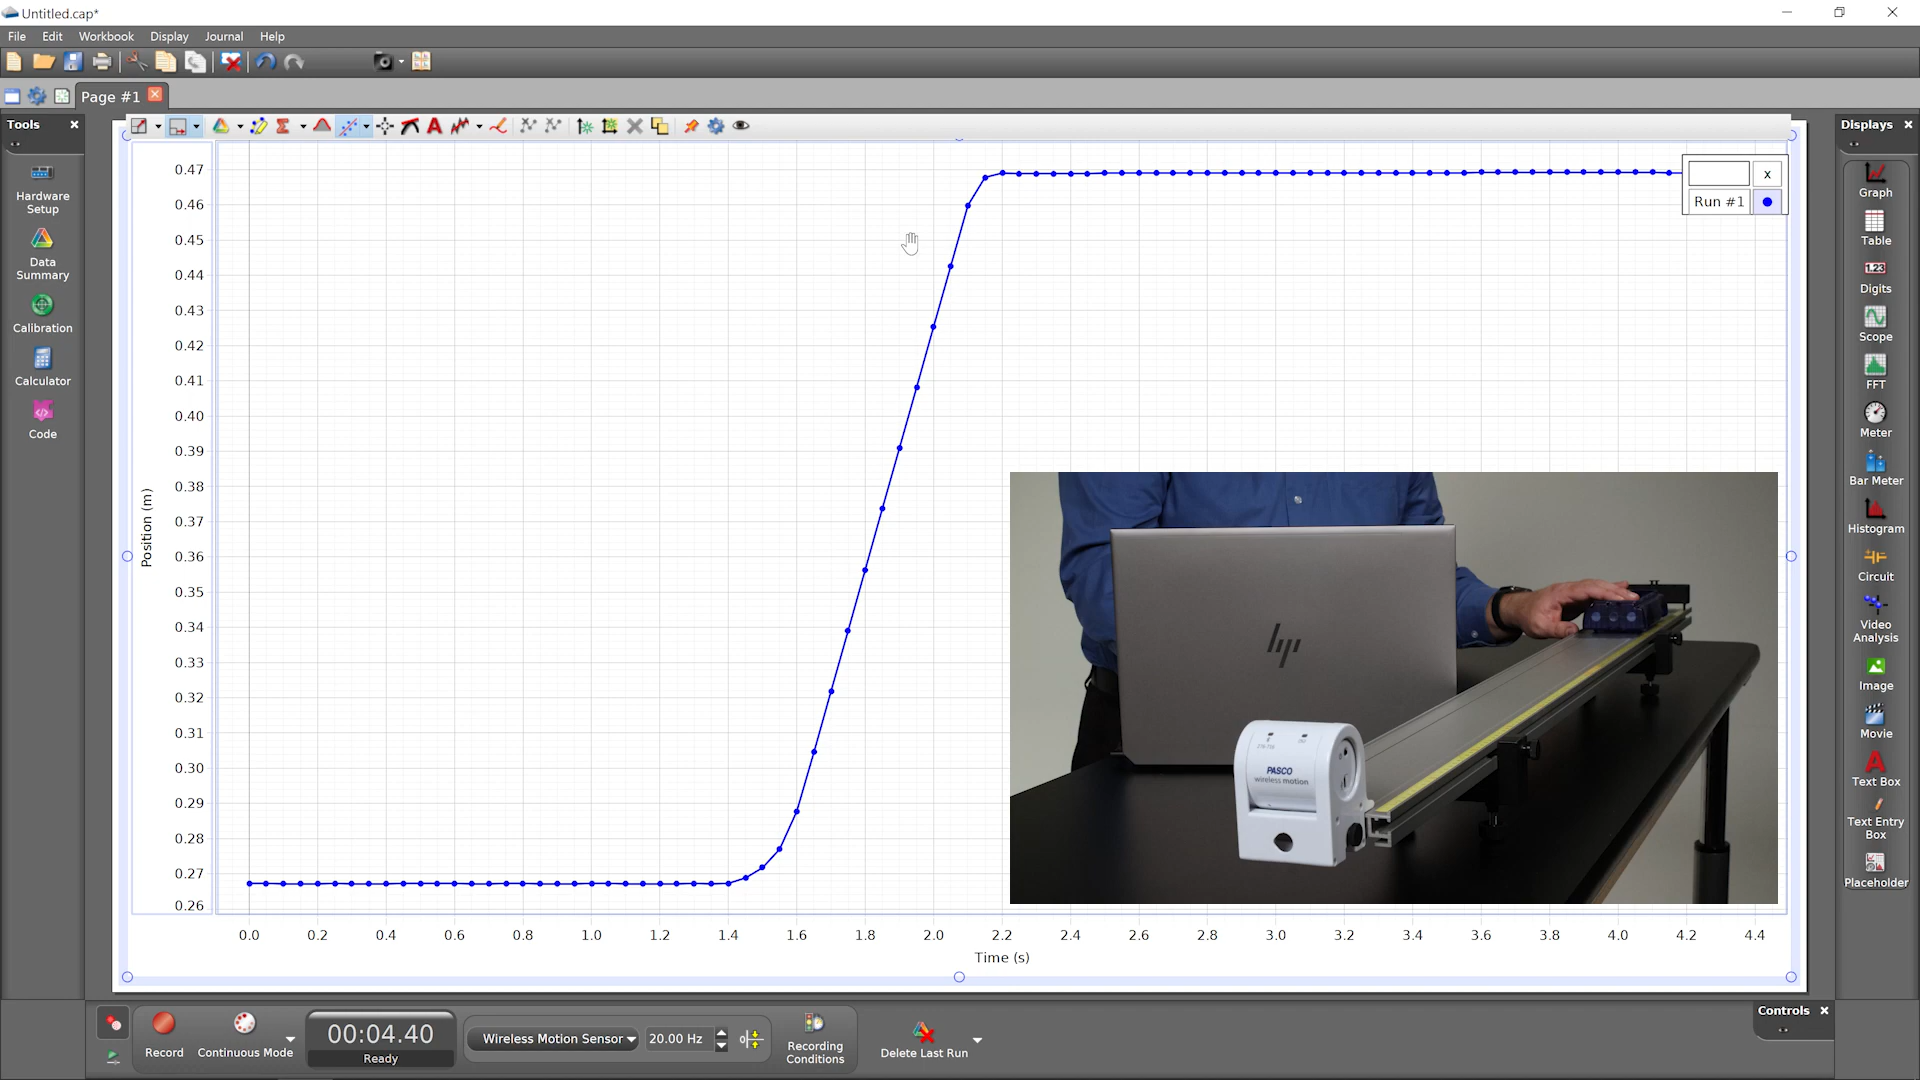 Untitled.cap*
File Edit Workbook Display Journal Help
Page #1
Tools
Displays
Hardware
Setup
Data
Summary
Calibration
Calculator
Code
0.47
0.46
0.45
0.44
0.43
0.42
0.41
0.40
0.39
0.38
0.37
0.36
0.35
0.34
0.33
0.32
0.31
0.30
0.29
0.28
0.27
0.26
Position (m)
x
Run #1
0.0 0.2 0.4 0.6 0.8 1.0 1.2 1.4 1.6 1.8 2.0 2.2 2.4 2.6 2.8 3.0 3.2 3.4 3.6 3.8 4.0 4.2 4.4
Time (s)
hp
PASCO
wireless motion
Graph
Table
1.23
Digits
Scope
FFT
Meter
Bar Meter
Histogram
Circuit
Video
Analysis
Image
Movie
Text Box
Text Entry
Box
Placeholder
Record
Continuous Mode
00:04.40
Ready
Wireless Motion Sensor
20.00 Hz
Recording
Conditions
Delete Last Run
Controls